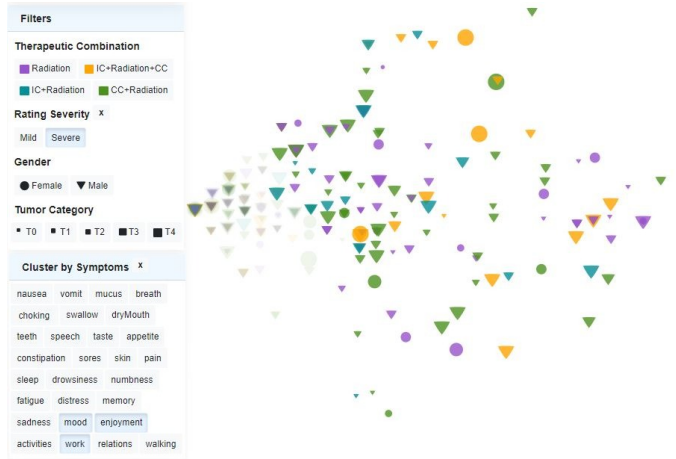 Filters
Therapeutic Combination
Radiation IC+Radiation+CC
IC+Radiation CC+Radiation
Rating Severity x
Mild Severe
Gender
Female Male
Tumor Category
T0 T1 T2 T3 T4
Cluster by Symptoms x
nausea vomit mucus breath
choking swallow dryMouth
teeth speech taste appetite
constipation sores skin pain
sleep drowsiness numbness
fatigue distress memory
sadness mood enjoyment
activities work relations walking